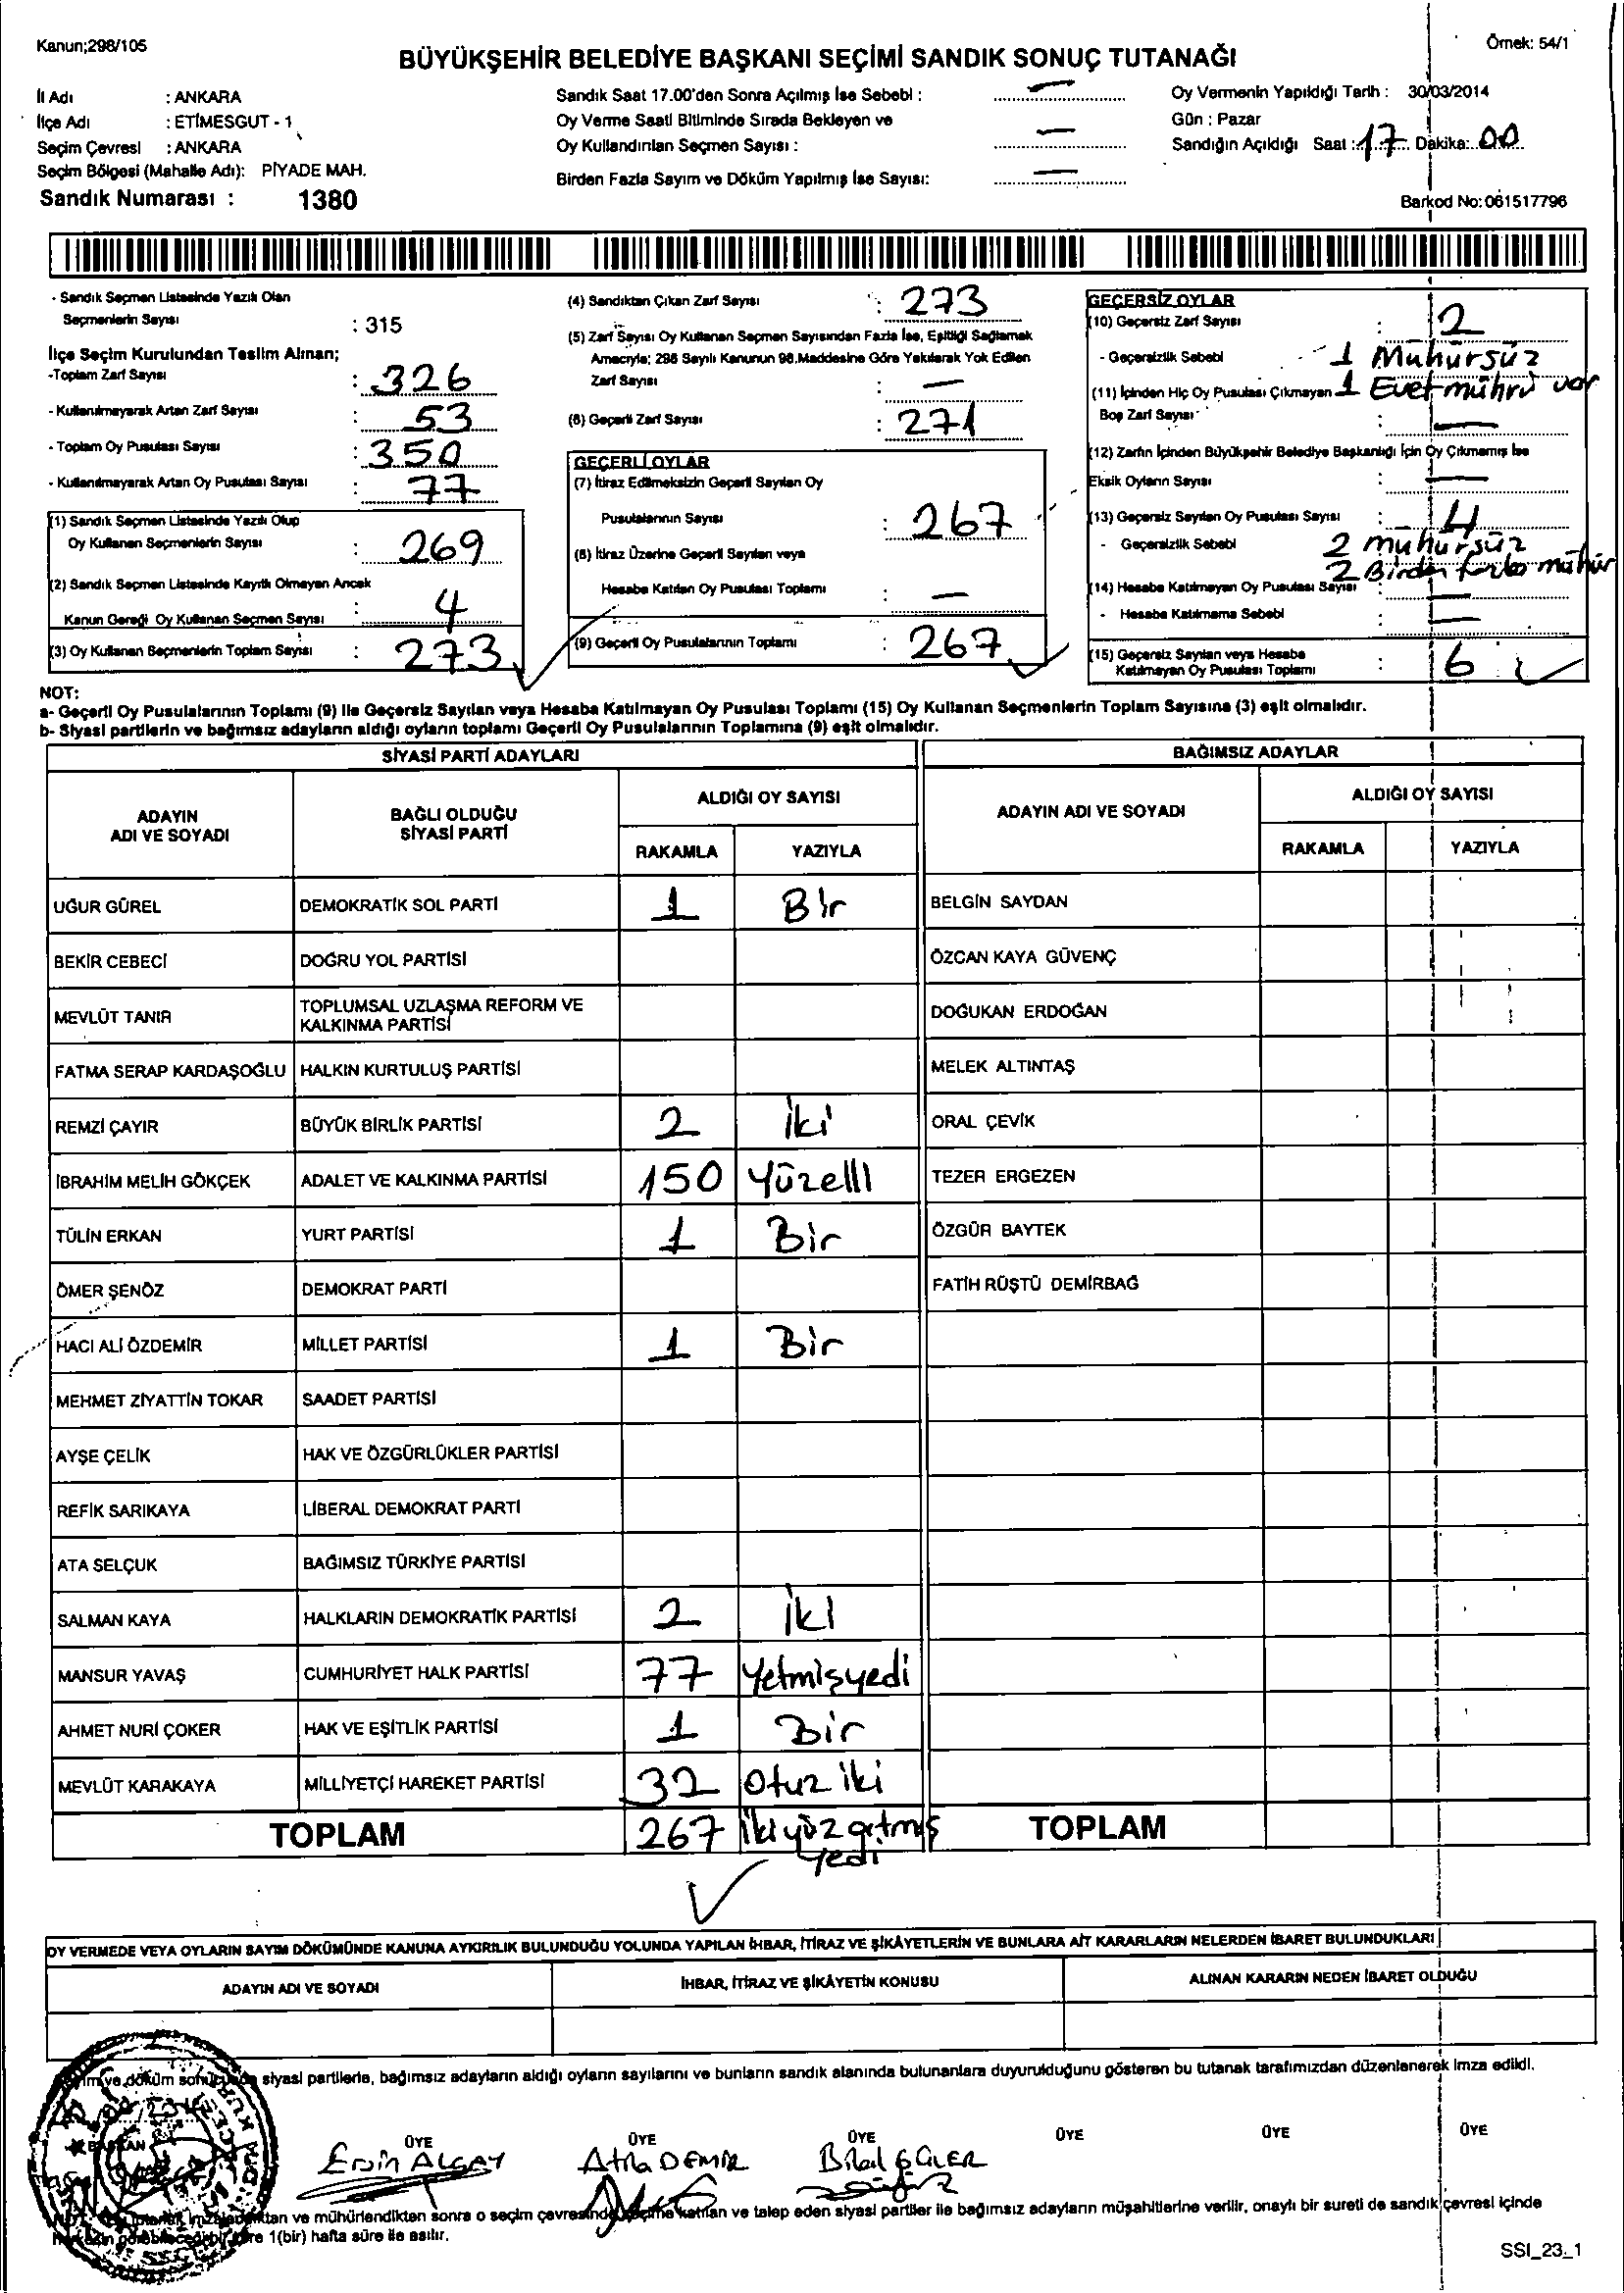 Kanun;298/105
Örnek: 54/1
BÜYÜKŞEHİR BELEDİYE BAŞKANI SEÇİMİ SANDIK SONUÇ TUTANAĞI
İl Adı : ANKARA
İlçe Adı : ETİMESGUT - 1
Seçim Çevresi : ANKARA
Seçim Bölgesi (Mahalle Adı): PİYADE MAH.
Sandık Numarası : 1380
Sandık Saat 17.00'den Sonra Açılmış İse Sebebi : —
Oy Verme Saati Bitiminde Sırada Bekleyen ve
Oy Kullandırılan Seçmen Sayısı : —
Birden Fazla Sayım ve Döküm Yapılmış İse Sayısı: —
Oy Vermenin Yapıldığı Tarih : 30/03/2014
Gün : Pazar
Sandığın Açıldığı Saat : 17 Dakika: 00
Barkod No: 061517796
- Sandık Seçmen Listesinde Yazılı Olan
Seçmenlerin Sayısı : 315
İlçe Seçim Kurulundan Teslim Alınan;
-Toplam Zarf Sayısı : 326
- Kullanılmayarak Artan Zarf Sayısı : 53
- Toplam Oy Pusulası Sayısı : 350
- Kullanılmayarak Artan Oy Pusulası Sayısı : 77
(1) Sandık Seçmen Listesinde Yazılı Olup
Oy Kullanan Seçmenlerin Sayısı : 269
(2) Sandık Seçmen Listesinde Kayıtlı Olmayan Ancak
Kanun Gereği Oy Kullanan Seçmen Sayısı : 4
(3) Oy Kullanan Seçmenlerin Toplam Sayısı : 273
(4) Sandıktan Çıkan Zarf Sayısı : 273
(5) Zarf Sayısı Oy Kullanan Seçmen Sayısından Fazla İse, Eşitliği Sağlamak
Amacıyla; 298 Sayılı Kanunun 98.Maddesine Göre Yakılarak Yok Edilen
Zarf Sayısı : —
(6) Geçerli Zarf Sayısı : 271
GEÇERLİ OYLAR
(7) İtiraz Edilmeksizin Geçerli Sayılan Oy
Pusulalarının Sayısı : 267
(8) İtiraz Üzerine Geçerli Sayılan veya
Hesaba Katılan Oy Pusulası Toplamı : —
(9) Geçerli Oy Pusulalarının Toplamı : 267
GEÇERSİZ OYLAR
(10) Geçersiz Zarf Sayısı : 2
- Geçersizlik Sebebi 1 Mühürsüz
1 Evet mührü var
(11) İçinden Hiç Oy Pusulası Çıkmayan
Boş Zarf Sayısı : —
(12) Zarfın İçinden Büyükşehir Belediye Başkanlığı İçin Oy Çıkmamış İse
Eksik Oyların Sayısı : —
(13) Geçersiz Sayılan Oy Pusulası Sayısı : 4
- Geçersizlik Sebebi 2 mühürsüz
2 Birden fazla mühür
(14) Hesaba Katılmayan Oy Pusulası Sayısı : —
- Hesaba Katılmama Sebebi : —
(15) Geçersiz Sayılan veya Hesaba
Katılmayan Oy Pusulası Toplamı : 6
NOT:
a- Geçerli Oy Pusulalarının Toplamı (9) ile Geçersiz Sayılan veya Hesaba Katılmayan Oy Pusulası Toplamı (15) Oy Kullanan Seçmenlerin Toplam Sayısına (3) eşit olmalıdır.
b- Siyasi partilerin ve bağımsız adayların aldığı oyların toplamı Geçerli Oy Pusulalarının Toplamına (9) eşit olmalıdır.
SİYASİ PARTİ ADAYLARI
BAĞIMSIZ ADAYLAR
ADAYIN
ADI VE SOYADI
BAĞLI OLDUĞU
SİYASİ PARTİ
ALDIĞI OY SAYISI
RAKAMLA YAZIYLA
ADAYIN ADI VE SOYADI
ALDIĞI OY SAYISI
RAKAMLA YAZIYLA
UĞUR GÜREL DEMOKRATİK SOL PARTİ 1 Bir BELGİN SAYDAN
BEKİR CEBECİ DOĞRU YOL PARTİSİ ÖZCAN KAYA GÜVENÇ
MEVLÜT TANIR TOPLUMSAL UZLAŞMA REFORM VE
KALKINMA PARTİSİ DOĞUKAN ERDOĞAN
FATMA SERAP KARDAŞOĞLU HALKIN KURTULUŞ PARTİSİ MELEK ALTINTAŞ
REMZİ ÇAYIR BÜYÜK BİRLİK PARTİSİ 2 İki ORAL ÇEVİK
İBRAHİM MELİH GÖKÇEK ADALET VE KALKINMA PARTİSİ 150 Yüzelli TEZER ERGEZEN
TÜLİN ERKAN YURT PARTİSİ 1 Bir ÖZGÜR BAYTEK
ÖMER ŞENÖZ DEMOKRAT PARTİ FATİH RÜŞTÜ DEMİRBAĞ
HACI ALİ ÖZDEMİR MİLLET PARTİSİ 1 Bir
MEHMET ZİYATTİN TOKAR SAADET PARTİSİ
AYŞE ÇELİK HAK VE ÖZGÜRLÜKLER PARTİSİ
REFİK SARIKAYA LİBERAL DEMOKRAT PARTİ
ATA SELÇUK BAĞIMSIZ TÜRKİYE PARTİSİ
SALMAN KAYA HALKLARIN DEMOKRATİK PARTİSİ 2 İki
MANSUR YAVAŞ CUMHURİYET HALK PARTİSİ 77 Yetmişyedi
AHMET NURİ ÇOKER HAK VE EŞİTLİK PARTİSİ 1 Bir
MEVLÜT KARAKAYA MİLLİYETÇİ HAREKET PARTİSİ 32 Otuz iki
TOPLAM 267 İkiyüz TOPLAM
yedi
OY VERMEDE VEYA OYLARIN SAYIM DÖKÜMÜNDE KANUNA AYKIRILIK BULUNDUĞU YOLUNDA YAPILAN İHBAR, İTİRAZ VE ŞİKÂYETLERİN VE BUNLARA AİT KARARLARIN NELERDEN İBARET BULUNDUKLARI
ADAYIN ADI VE SOYADI İHBAR, İTİRAZ VE ŞİKÂYETİN KONUSU ALINAN KARARIN NEDEN İBARET OLDUĞU
ve döküm siyasi partilerle, bağımsız adayların aldığı oyların sayılarını ve bunların sandık alanında bulunanlara duyurulduğunu gösteren bu tutanak tarafımızdan düzenlenerek imza edildi.
BAŞKAN ÜYE ÜYE ÜYE ÜYE ÜYE ÜYE
Ersin ALGAY DEMİR
ve mühürlendikten sonra o seçim çevresinde katılan ve talep eden siyasi partiler ile bağımsız adayların müşahitlerine verilir, onaylı bir sureti de sandık çevresi içinde
1(bir) hafta süre ile asılır.
SSI_23_1